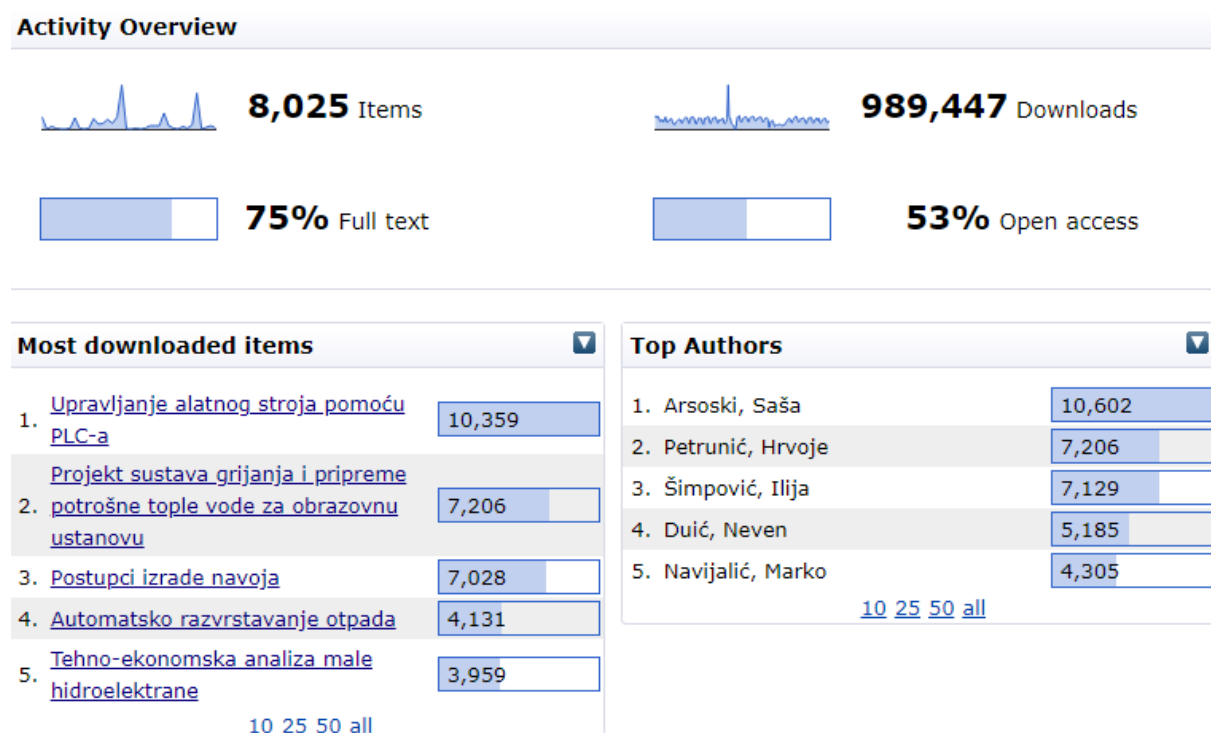 Activity Overview
8,025 Items
989,447 Downloads
75% Full text
53% Open access
Most downloaded items
1. Upravljanje alatnog stroja pomoću
PLC-a
10,359
Projekt sustava grijanja i pripreme
2. potrošne tople vode za obrazovnu
ustanovu
7,206
3. Postupci izrade navoja 7,028
4. Automatsko razvrstavanje otpada 4,131
5. Tehno-ekonomska analiza male
hidroelektrane
3,959
10 25 50 all
Top Authors
1. Arsoski, Saša 10,602
2. Petrunić, Hrvoje 7,206
3. Šimpović, Ilija 7,129
4. Duić, Neven 5,185
5. Navijalić, Marko 4,305
10 25 50 all